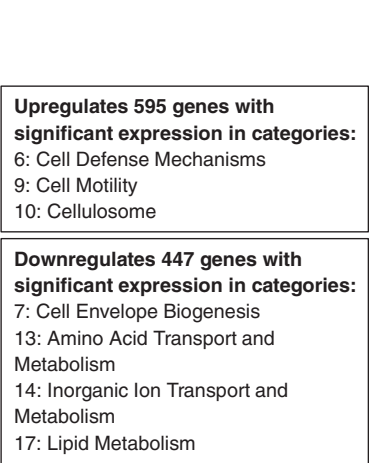 Upregulates 595 genes with
significant expression in categories:
6: Cell Defense Mechanisms
9: Cell Motility
10: Cellulosome
Downregulates 447 genes with
significant expression in categories:
7: Cell Envelope Biogenesis
13: Amino Acid Transport and
Metabolism
14: Inorganic Ion Transport and
Metabolism
17: Lipid Metabolism